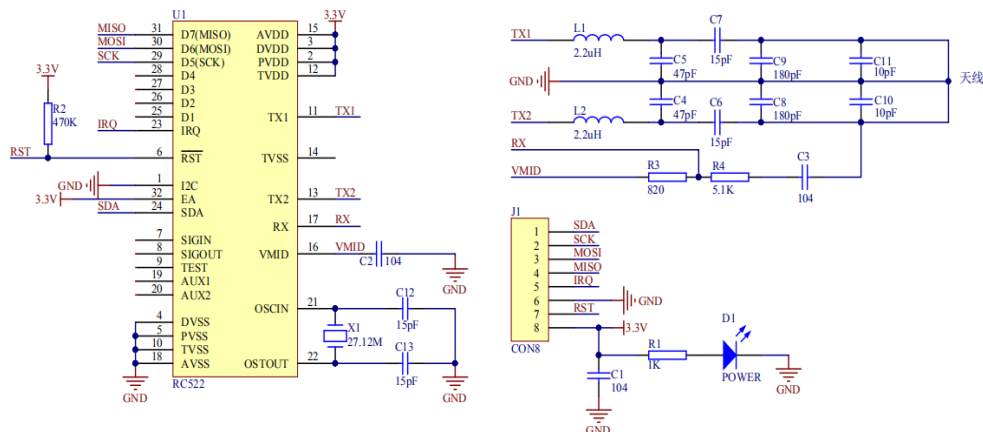 U1
MISO 31 D7(MISO) AVDD 15 3.3V
MOSI 30 D6(MOSI) DVDD 3
SCK 29 D5(SCK) PVDD 2
28 D4 TVDD 12
27 D3
26 D2
25 D1 TX1 11 TX1
IRQ 23 IRQ
3.3V
R2
470K
RST 6 RST TVSS 14
GND 1 I2C
3.3V 32 EA TX2 13 TX2
SDA 24 SDA
RX 17 RX
7 SIGIN
8 SIGOUT VMID 16 VMID
9 TEST C2 104
19 AUX1 GND
20 AUX2
OSCIN 21 C12
15pF
4 DVSS X1
5 PVSS 27.12M
10 TVSS C13
18 AVSS OSTOUT 22 15pF
GND RC522 GND
TX1 L1 C7
2.2uH 15pF
C5 C9 C11
47pF 180pF 10pF
GND 天线
C4 C8 C10
47pF 180pF 10pF
TX2 L2 C6
2.2uH 15pF
RX
VMID R3 R4 C3
820 5.1K 104
J1
1 SDA
2 SCK
3 MOSI
4 MISO
5 IRQ
6 GND
7 RST
8 3.3V
CON8
R1 D1
1K POWER GND
C1
104
GND